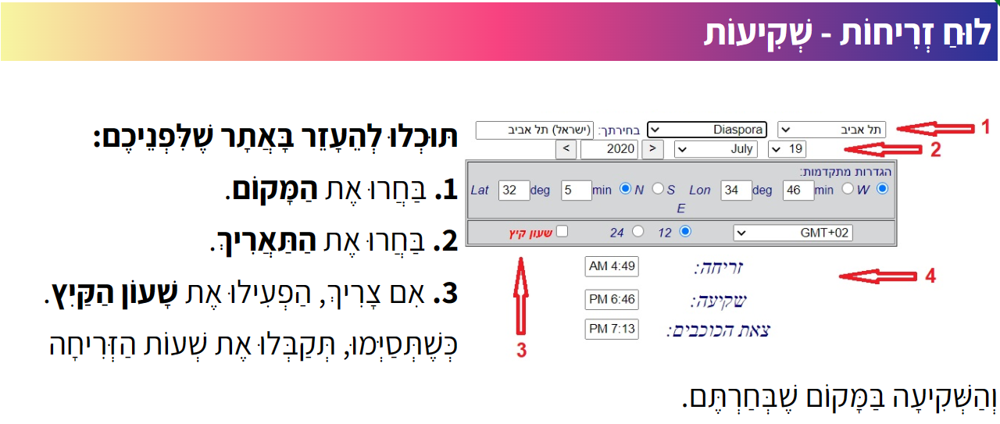 לוּחַ זְרִיחוֹת - שְׁקִיעוֹת
תּוּכְלוּ לְהֵעָזֵר בָּאֲתָר שֶׁלִּפְנֵיכֶם:
1. בַּחֲרוּ אֶת הַמָּקוֹם.
2. בַּחֲרוּ אֶת הַתַּאֲרִיךְ.
3. אִם צָרִיךְ, הַפְעִילוּ אֶת שָׁעוֹן הַקַּיִץ.
כְּשֶׁתְּסַיְּמוּ, תְּקַבְּלוּ אֶת שְׁעוֹת הַזְּרִיחָה
וְהַשְּׁקִיעָה בַּמָּקוֹם שֶׁבְּחַרְתֶּם.
תל אביב Diaspora בחירתך: (ישראל) תל אביב 1
19 July < 2020 > 2
הגדרות מתקדמות:
Lat 32 deg 5 min N S Lon 34 deg 46 min W
E
GMT+02 12 24 שעון קיץ
זריחה: 4:49 AM 4
שקיעה: 6:46 PM
צאת הכוכבים: 7:13 PM
3